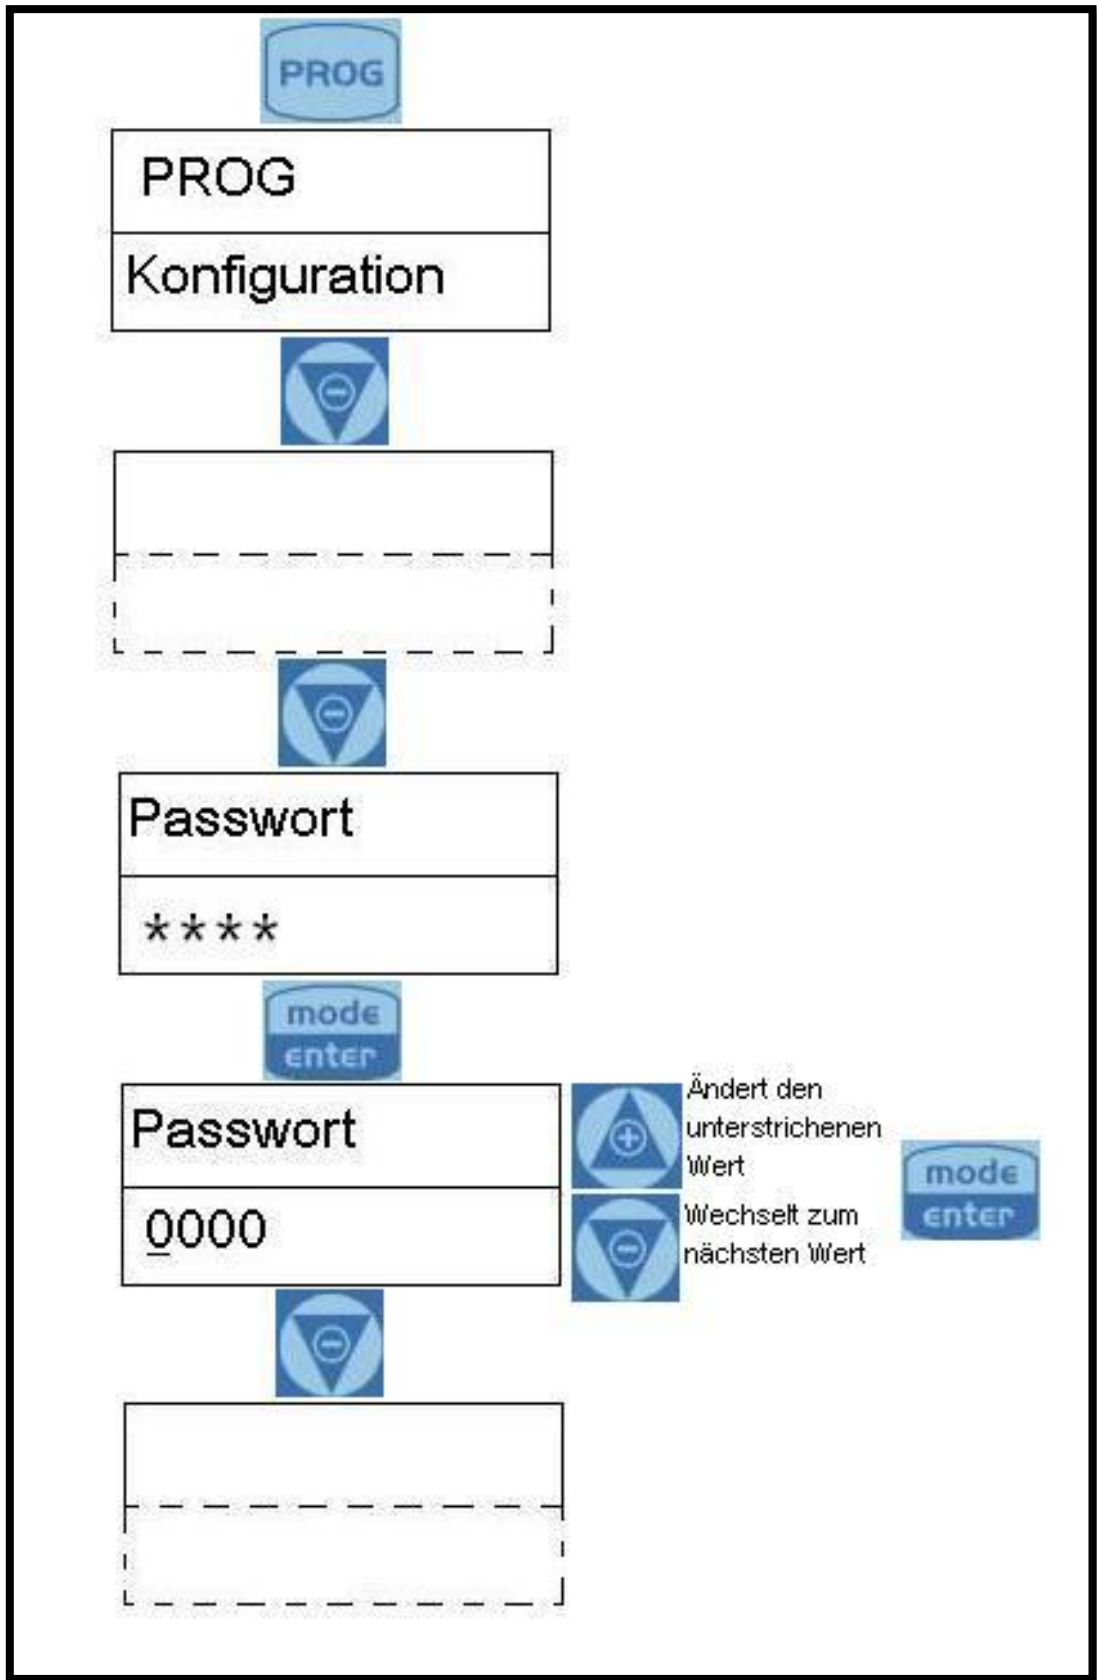 PROG
PROG
Konfiguration
Passwort
****
mode
enter
Passwort
0000
Ändert den
unterstrichenen
Wert
Wechselt zum
nächsten Wert
mode
enter